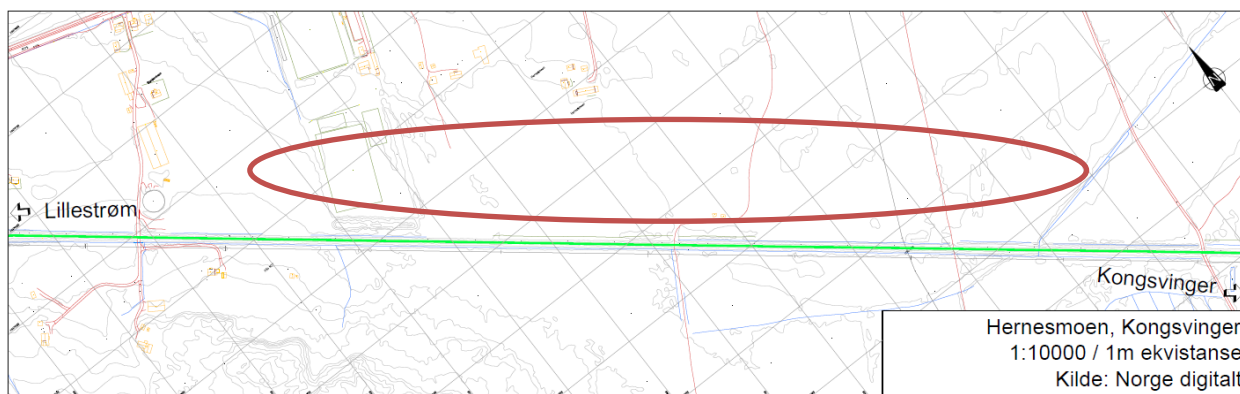 Lillestrøm
Kongsvinger
Hernesmoen, Kongsvinger
1:10000 / 1m ekvistanse
Kilde: Norge digitalt